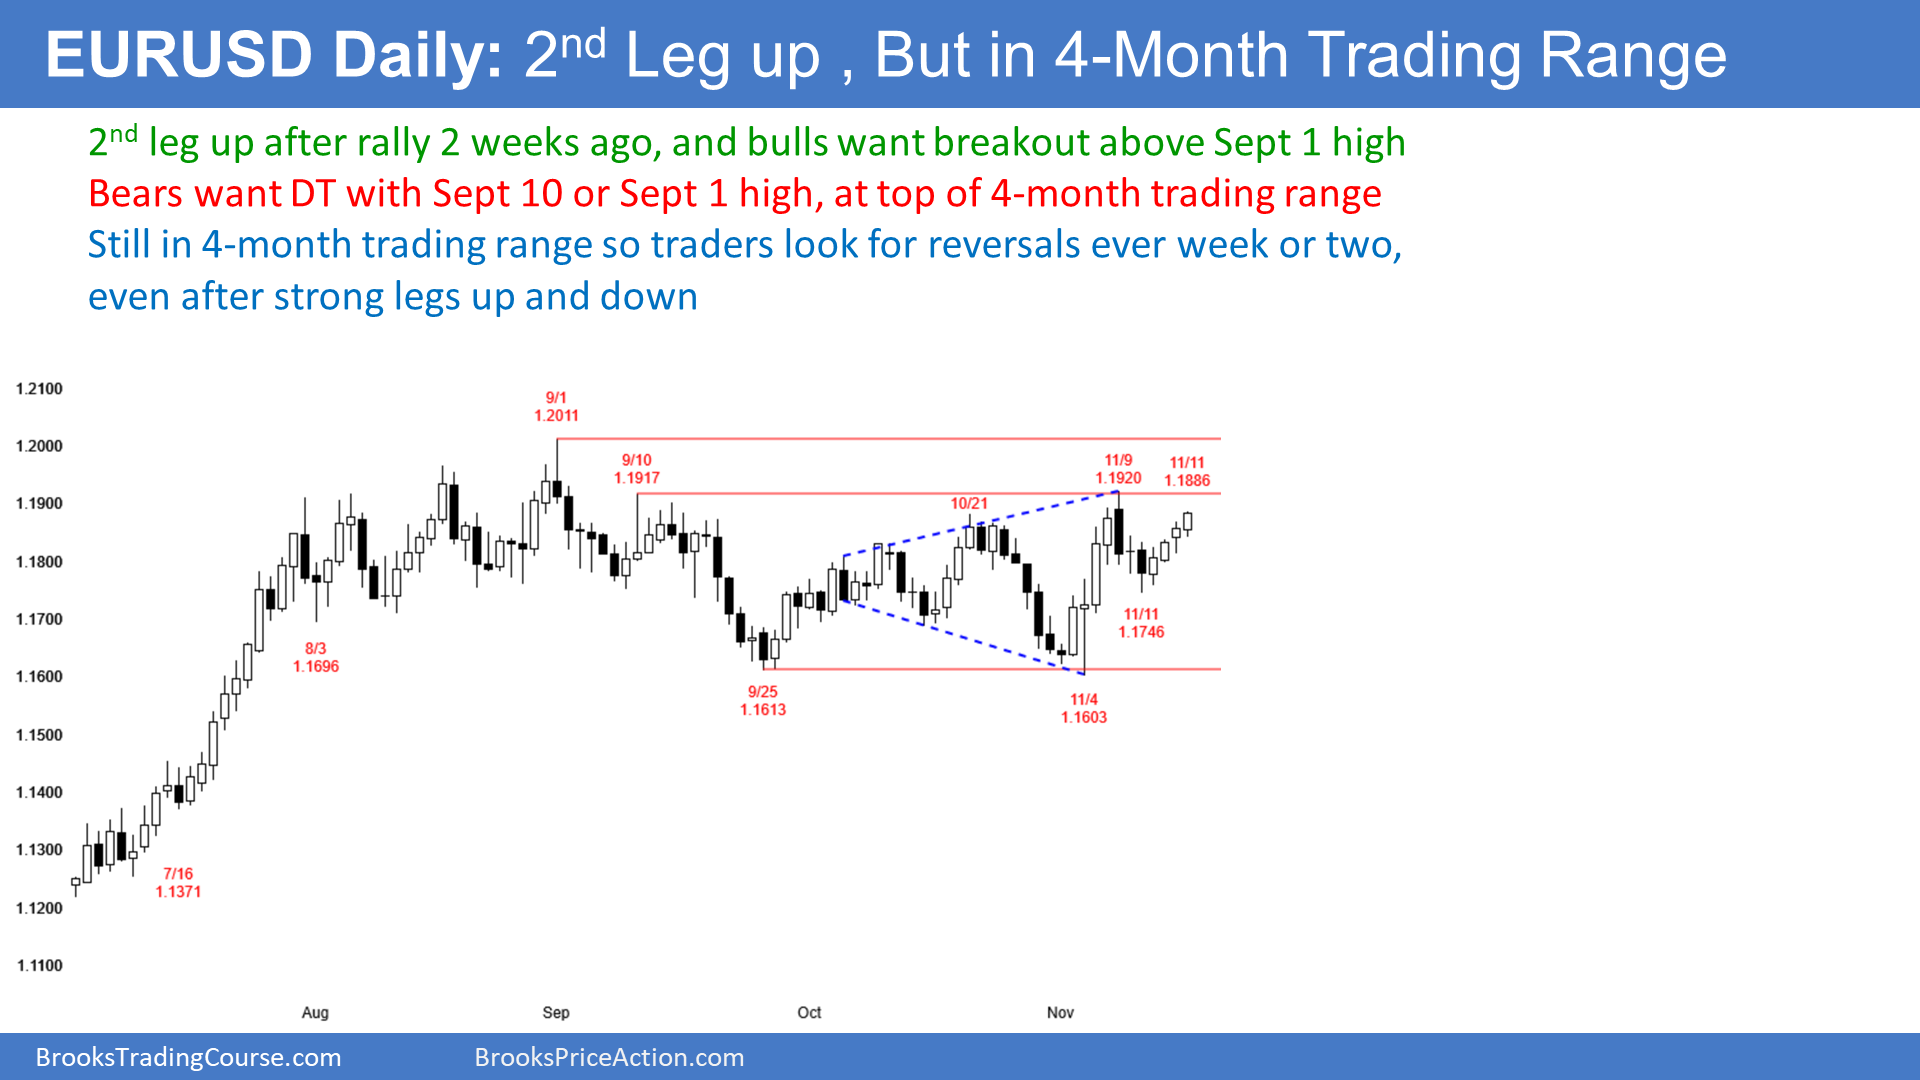 EURUSD Daily: 2nd Leg up , But in 4-Month Trading Range
2nd leg up after rally 2 weeks ago, and bulls want breakout above Sept 1 high
Bears want DT with Sept 10 or Sept 1 high, at top of 4-month trading range
Still in 4-month trading range so traders look for reversals ever week or two,
even after strong legs up and down
1.2100
1.2000
1.1900
1.1800
1.1700
1.1600
1.1500
1.1400
1.1300
1.1200
1.1100
7/16
1.1371
8/3
1.1696
9/1
1.2011
9/10
1.1917
9/25
1.1613
10/21
11/4
1.1603
11/9
1.1920
11/11
1.1746
11/11
1.1886
Aug
Sep
Oct
Nov
BrooksTradingCourse.com
BrooksPriceAction.com